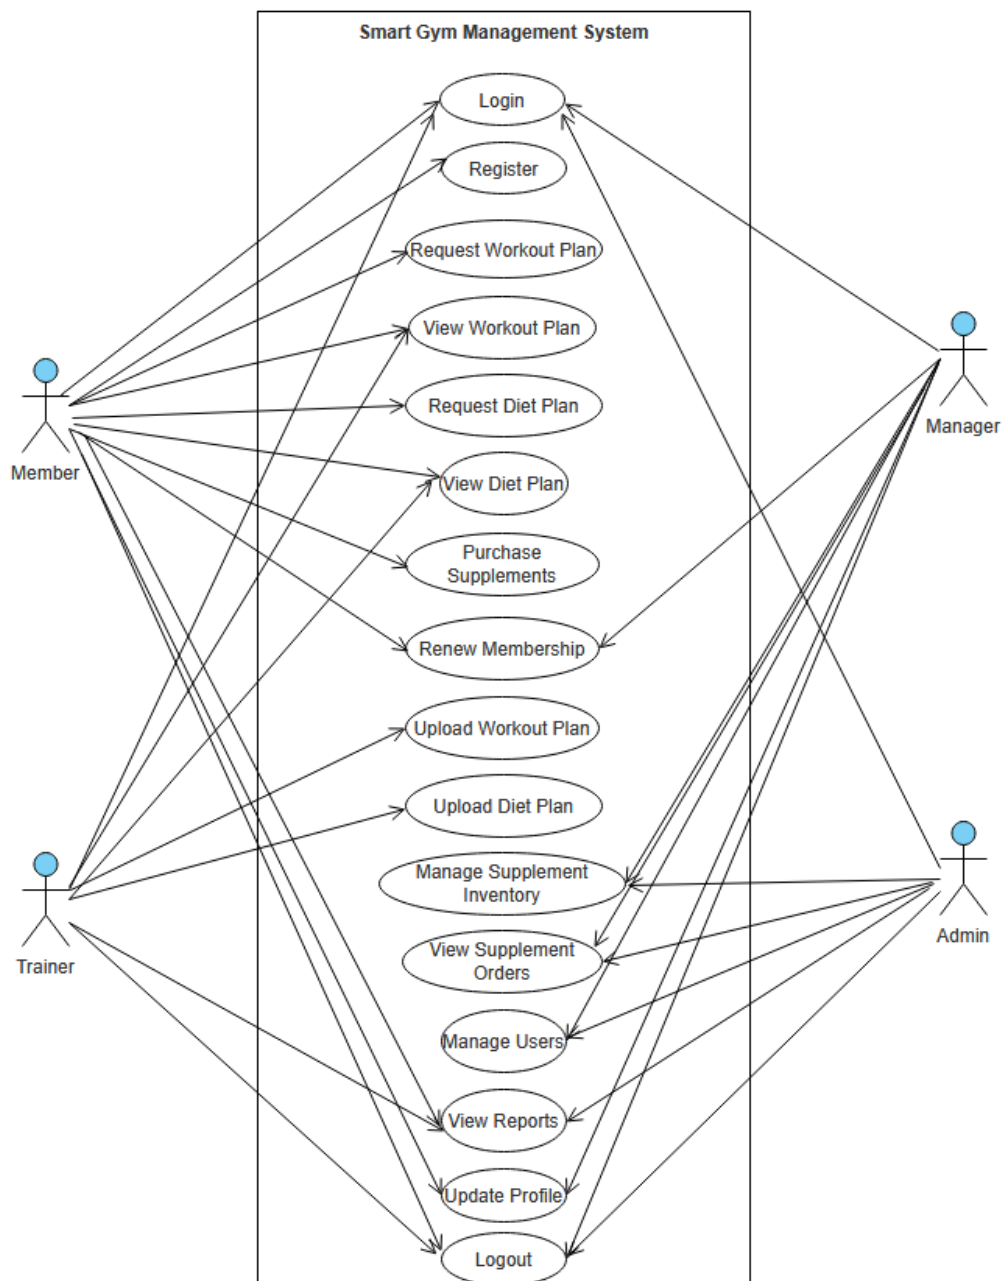 Smart Gym Management System
Login
Register
Request Workout Plan
View Workout Plan
Request Diet Plan
View Diet Plan
Purchase
Supplements
Renew Membership
Upload Workout Plan
Upload Diet Plan
Manage Supplement
Inventory
View Supplement
Orders
Manage Users
View Reports
Update Profile
Logout
Member
Trainer
Manager
Admin